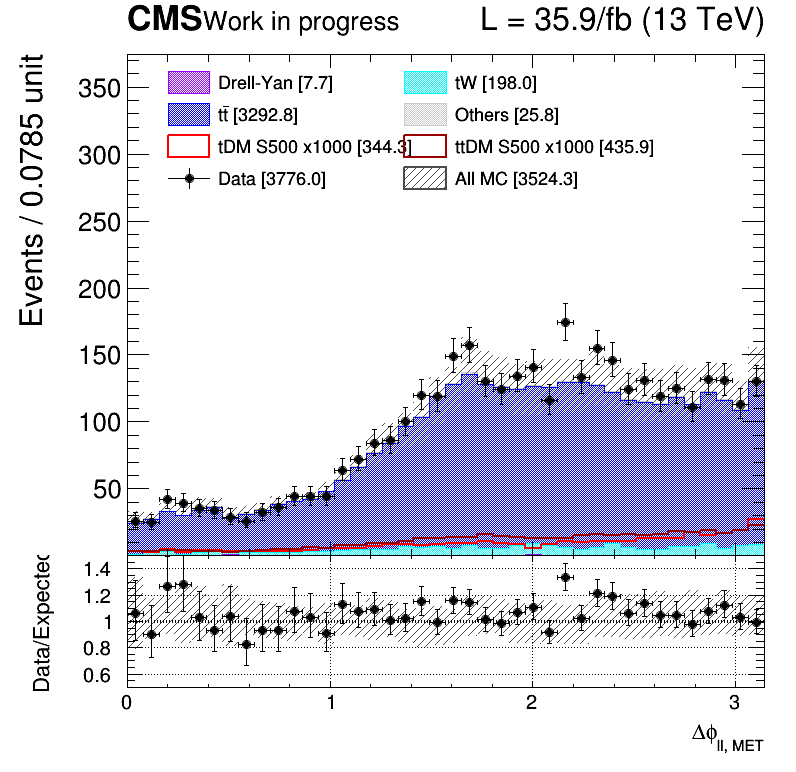 CMS Work in progress L = 35.9/fb (13 TeV)
Events / 0.0785 unit
Drell-Yan [7.7] tW [198.0]
tt̄ [3292.8] Others [25.8]
tDM S500 x1000 [344.3] ttDM S500 x1000 [435.9]
Data [3776.0] All MC [3524.3]
350
300
250
200
150
100
50
Data/Expected
1.4
1.2
1
0.8
0.6
0 1 2 3
Δϕll, MET